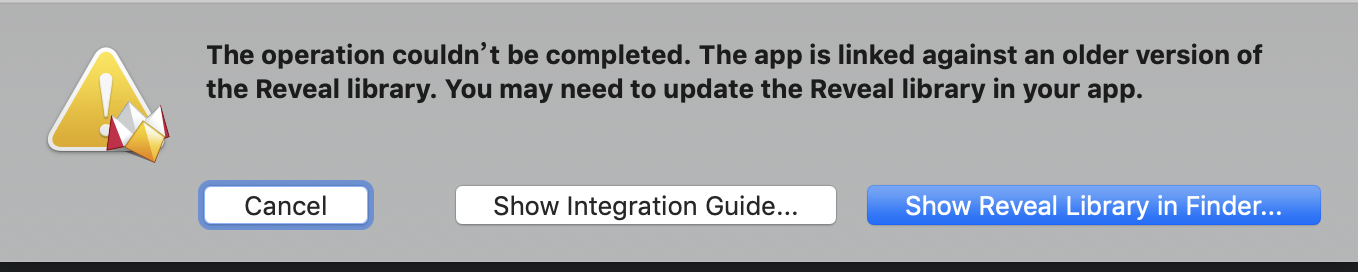 The operation couldn’t be completed. The app is linked against an older version of
the Reveal library. You may need to update the Reveal library in your app.
Cancel
Show Integration Guide...
Show Reveal Library in Finder...